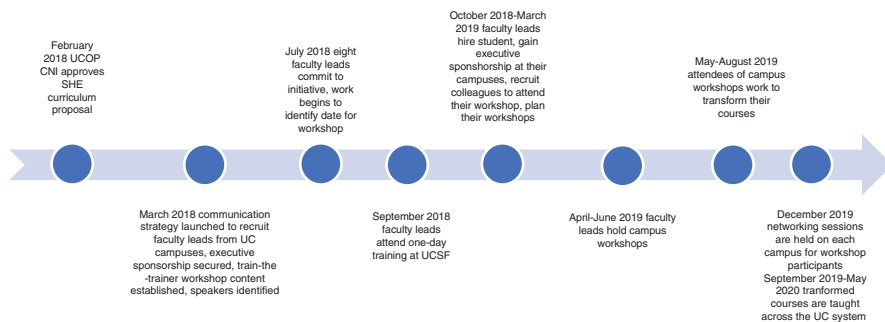 February
2018 UCOP
CNI approves
SHE
curriculum
proposal
March 2018 communication
strategy launched to recruit
faculty leads from UC
campuses, executive
sponsorship secured, train-the
-trainer workshop content
established, speakers identified
July 2018 eight
faculty leads
commit to
initiative, work
begins to
identify date for
workshop
September 2018
faculty leads
attend one-day
training at UCSF
October 2018-March
2019 faculty leads
hire student, gain
executive
sponshorship at their
campuses, recruit
colleagues to attend
their workshop, plan
their workshops
April-June 2019 faculty
leads hold campus
workshops
May-August 2019
attendees of campus
workshops work to
transform their
courses
December 2019
networking sessions
are held on each
campus for workshop
participants
September 2019-May
2020 tranformed
courses are taught
across the UC system